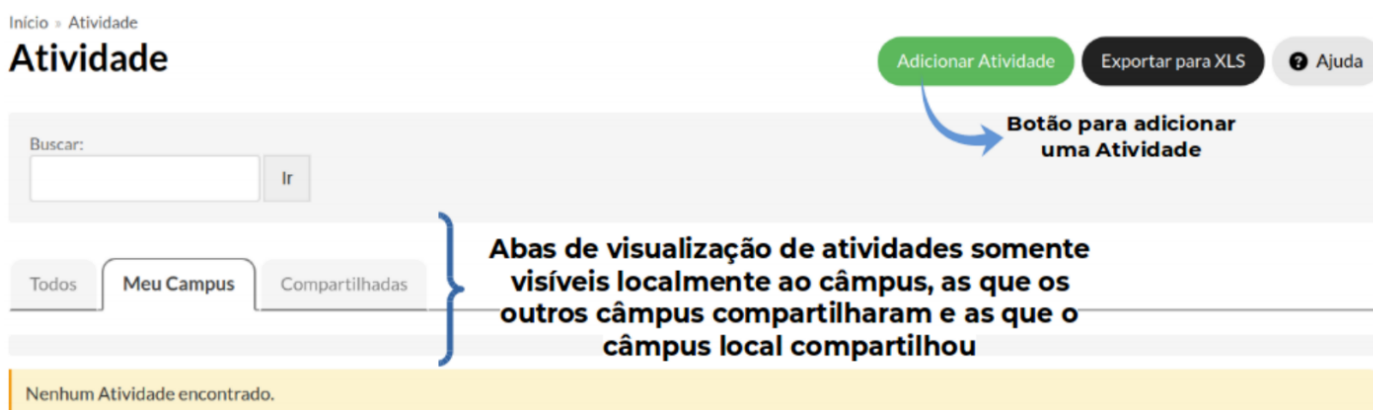 Início » Atividade
Atividade
Adicionar Atividade
Exportar para XLS
? Ajuda
Botão para adicionar
uma Atividade
Buscar:
Ir
Abas de visualização de atividades somente
visíveis localmente ao câmpus, as que os
outros câmpus compartilharam e as que o
câmpus local compartilhou
Todos
Meu Campus
Compartilhadas
Nenhum Atividade encontrado.